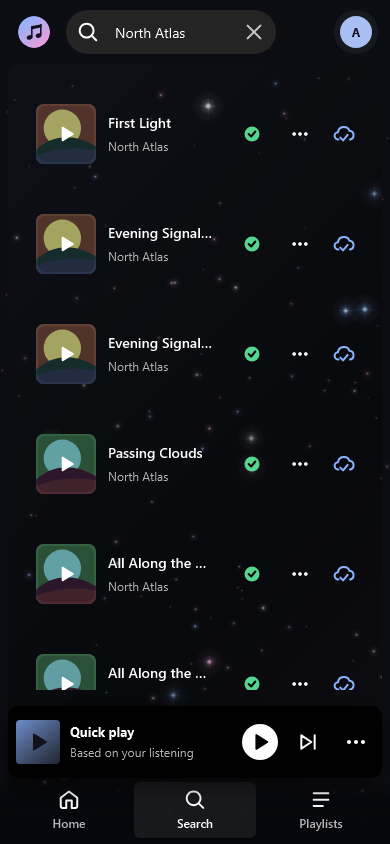 North Atlas
A
First Light
North Atlas
Evening Signal...
North Atlas
Evening Signal...
North Atlas
Passing Clouds
North Atlas
All Along the ...
North Atlas
All Along the ...
Quick play
Based on your listening
Home
Search
Playlists